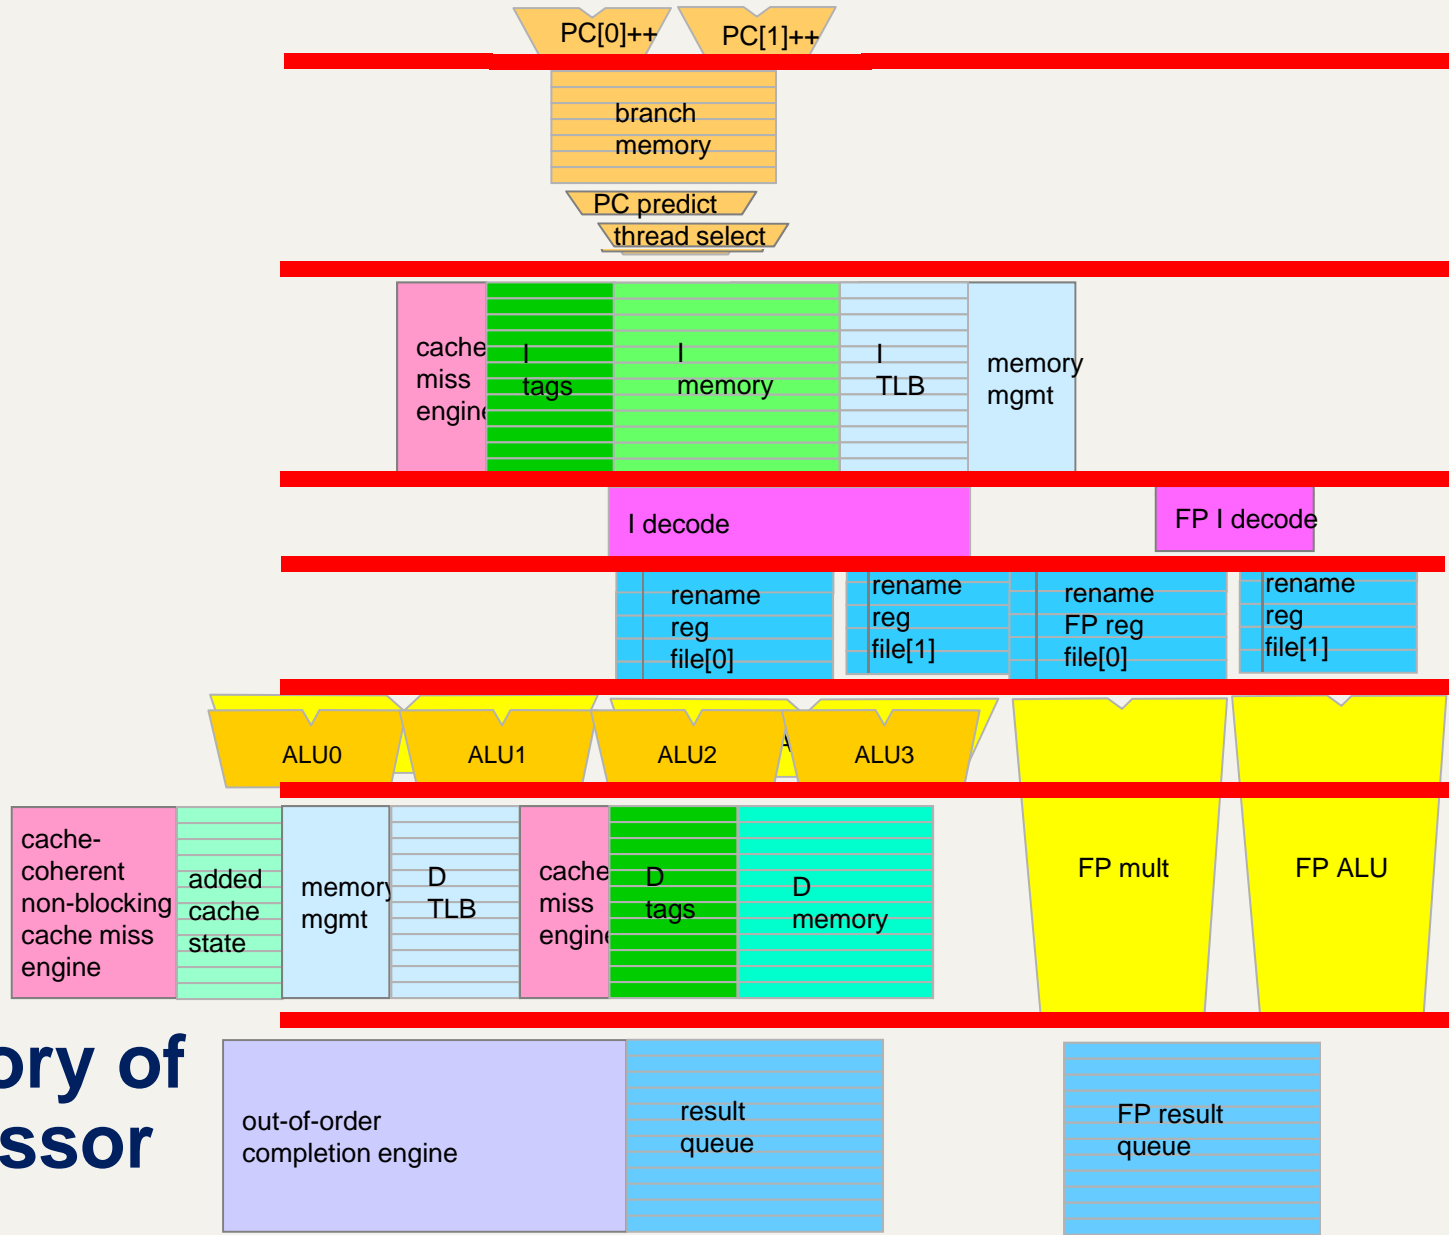 PC[0]++
PC[1]++
branch
memory
PC predict
thread select
cache
miss
engine
I
tags
I
memory
I
TLB
memory
mgmt
I decode
FP I decode
rename
reg
file[0]
rename
reg
file[1]
rename
FP reg
file[0]
rename
reg
file[1]
ALU0
ALU1
ALU2
A
ALU3
cache-
coherent
non-blocking
cache miss
engine
added
cache
state
memory
mgmt
D
TLB
cache
miss
engine
D
tags
D
memory
FP mult
FP ALU
ory of
ssor
out-of-order
completion engine
result
queue
FP result
queue